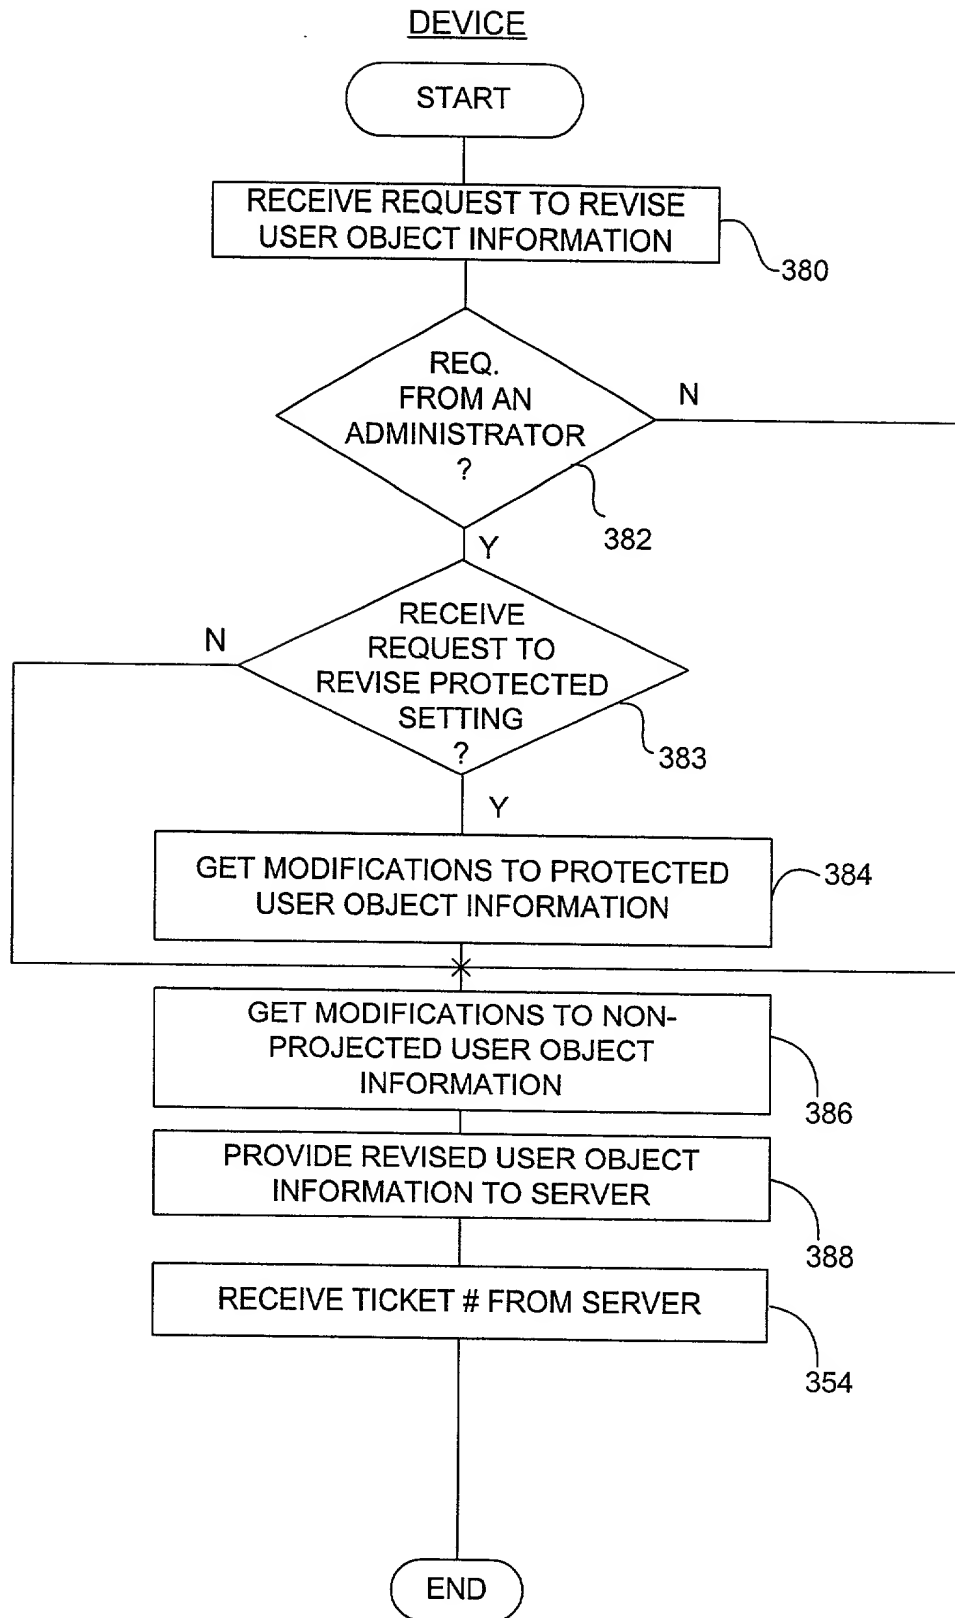 DEVICE
START
RECEIVE REQUEST TO REVISE
USER OBJECT INFORMATION
380
REQ.
FROM AN
ADMINISTRATOR
?
N
382
Y
RECEIVE
REQUEST TO
REVISE PROTECTED
SETTING
?
N
383
Y
GET MODIFICATIONS TO PROTECTED
USER OBJECT INFORMATION
384
GET MODIFICATIONS TO NON-
PROJECTED USER OBJECT
INFORMATION
386
PROVIDE REVISED USER OBJECT
INFORMATION TO SERVER
388
RECEIVE TICKET # FROM SERVER
354
END